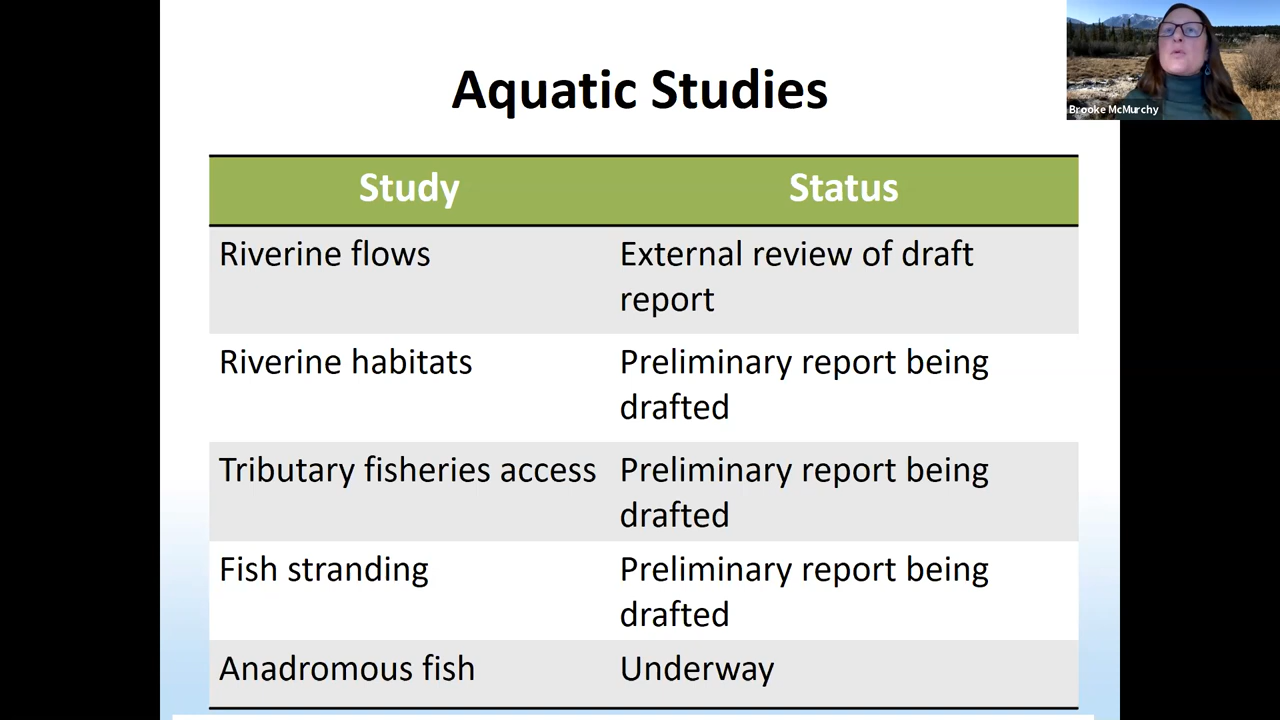 Aquatic Studies
Brooke McMurchy
Study Status
Riverine flows External review of draft
report
Riverine habitats Preliminary report being
drafted
Tributary fisheries access Preliminary report being
drafted
Fish stranding Preliminary report being
drafted
Anadromous fish Underway